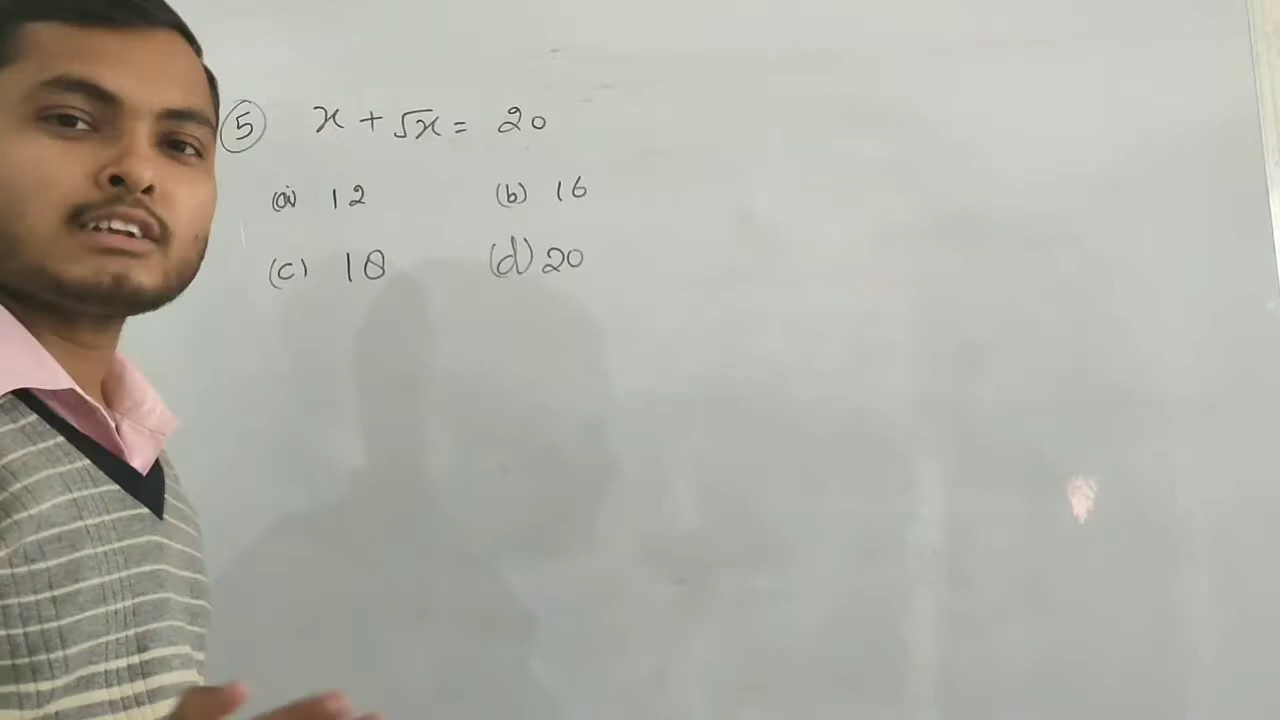 ⑤ x + √x = 20
(a) 12 (b) 16
(c) 18 (d) 20